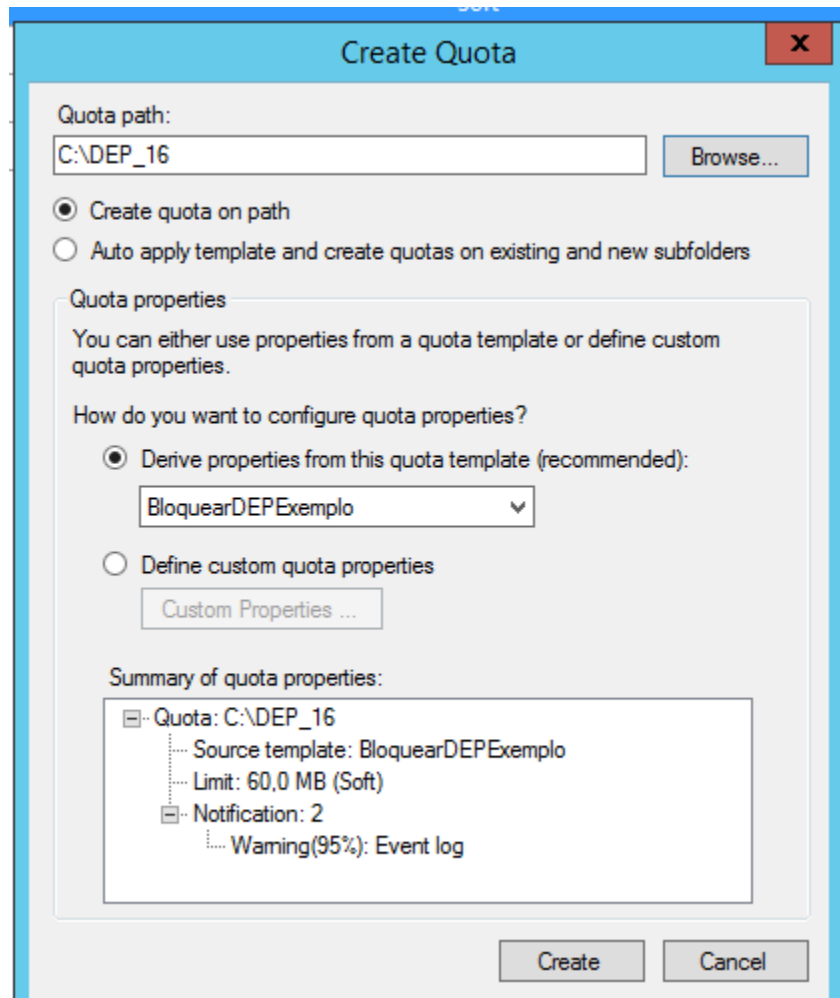 Create Quota
x
Quota path:
C:\DEP_16
Browse...
Create quota on path
Auto apply template and create quotas on existing and new subfolders
Quota properties
You can either use properties from a quota template or define custom
quota properties.
How do you want to configure quota properties?
Derive properties from this quota template (recommended):
BloquearDEPExemplo
Define custom quota properties
Custom Properties ...
Summary of quota properties:
Quota: C:\DEP_16
Source template: BloquearDEPExemplo
Limit: 60,0 MB (Soft)
Notification: 2
Warning(95%): Event log
Create
Cancel